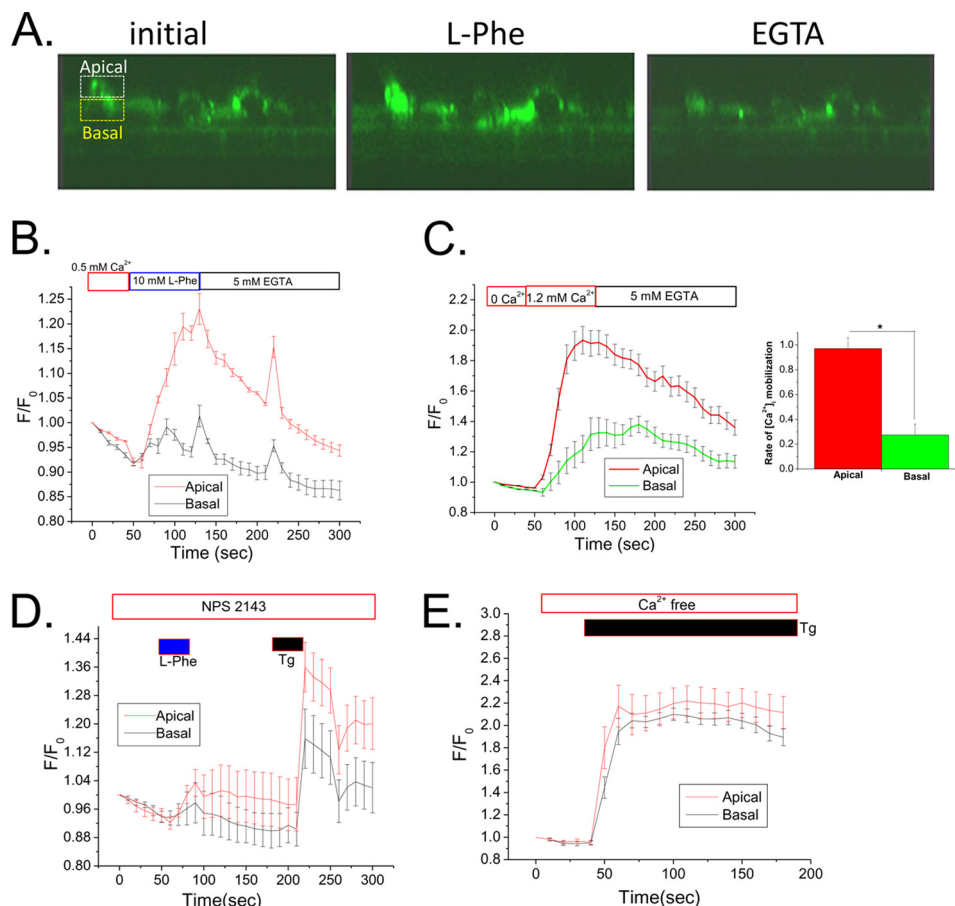 A.
initial
L-Phe
EGTA
Apical
Basal
B.
0.5 mM Ca²⁺
10 mM L-Phe
5 mM EGTA
1.25
1.20
1.15
1.10
1.05
1.00
0.95
0.90
0.85
0.80
F/F₀
Apical
Basal
0 50 100 150 200 250 300
Time (sec)
C.
0 Ca²⁺
1.2 mM Ca²⁺
5 mM EGTA
2.2
2.0
1.8
1.6
1.4
1.2
1.0
0.8
F/F₀
Apical
Basal
0 50 100 150 200 250 300
Time (sec)
Rate of [Ca²⁺]ᵢ mobilization
1.0
0.8
0.6
0.4
0.2
0.0
*
Apical
Basal
D.
NPS 2143
L-Phe
Tg
1.44
1.36
1.28
1.20
1.12
1.04
0.96
0.88
0.80
F/F₀
Apical
Basal
0 50 100 150 200 250 300
Time(sec)
E.
Ca²⁺ free
Tg
3.0
2.8
2.6
2.4
2.2
2.0
1.8
1.6
1.4
1.2
1.0
0.8
F/F₀
Apical
Basal
0 50 100 150 200
Time(sec)